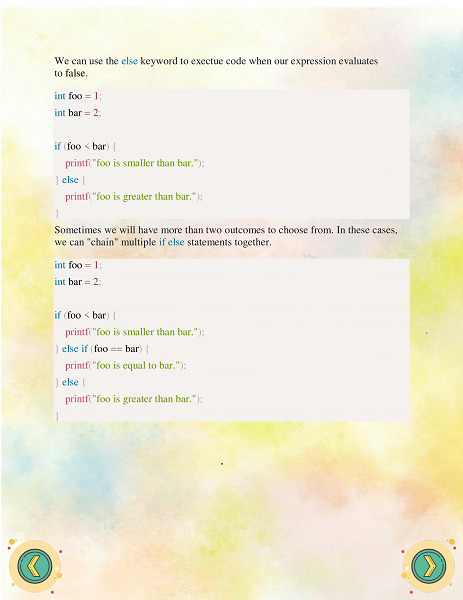 We can use the else keyword to exectue code when our expression evaluates
to false.
int foo = 1;
int bar = 2;
if (foo < bar) {
printf("foo is smaller than bar.");
} else {
printf("foo is greater than bar.");
}
Sometimes we will have more than two outcomes to choose from. In these cases,
we can "chain" multiple if else statements together.
int foo = 1;
int bar = 2;
if (foo < bar) {
printf("foo is smaller than bar.");
} else if (foo == bar) {
printf("foo is equal to bar.");
} else {
printf("foo is greater than bar.");
}